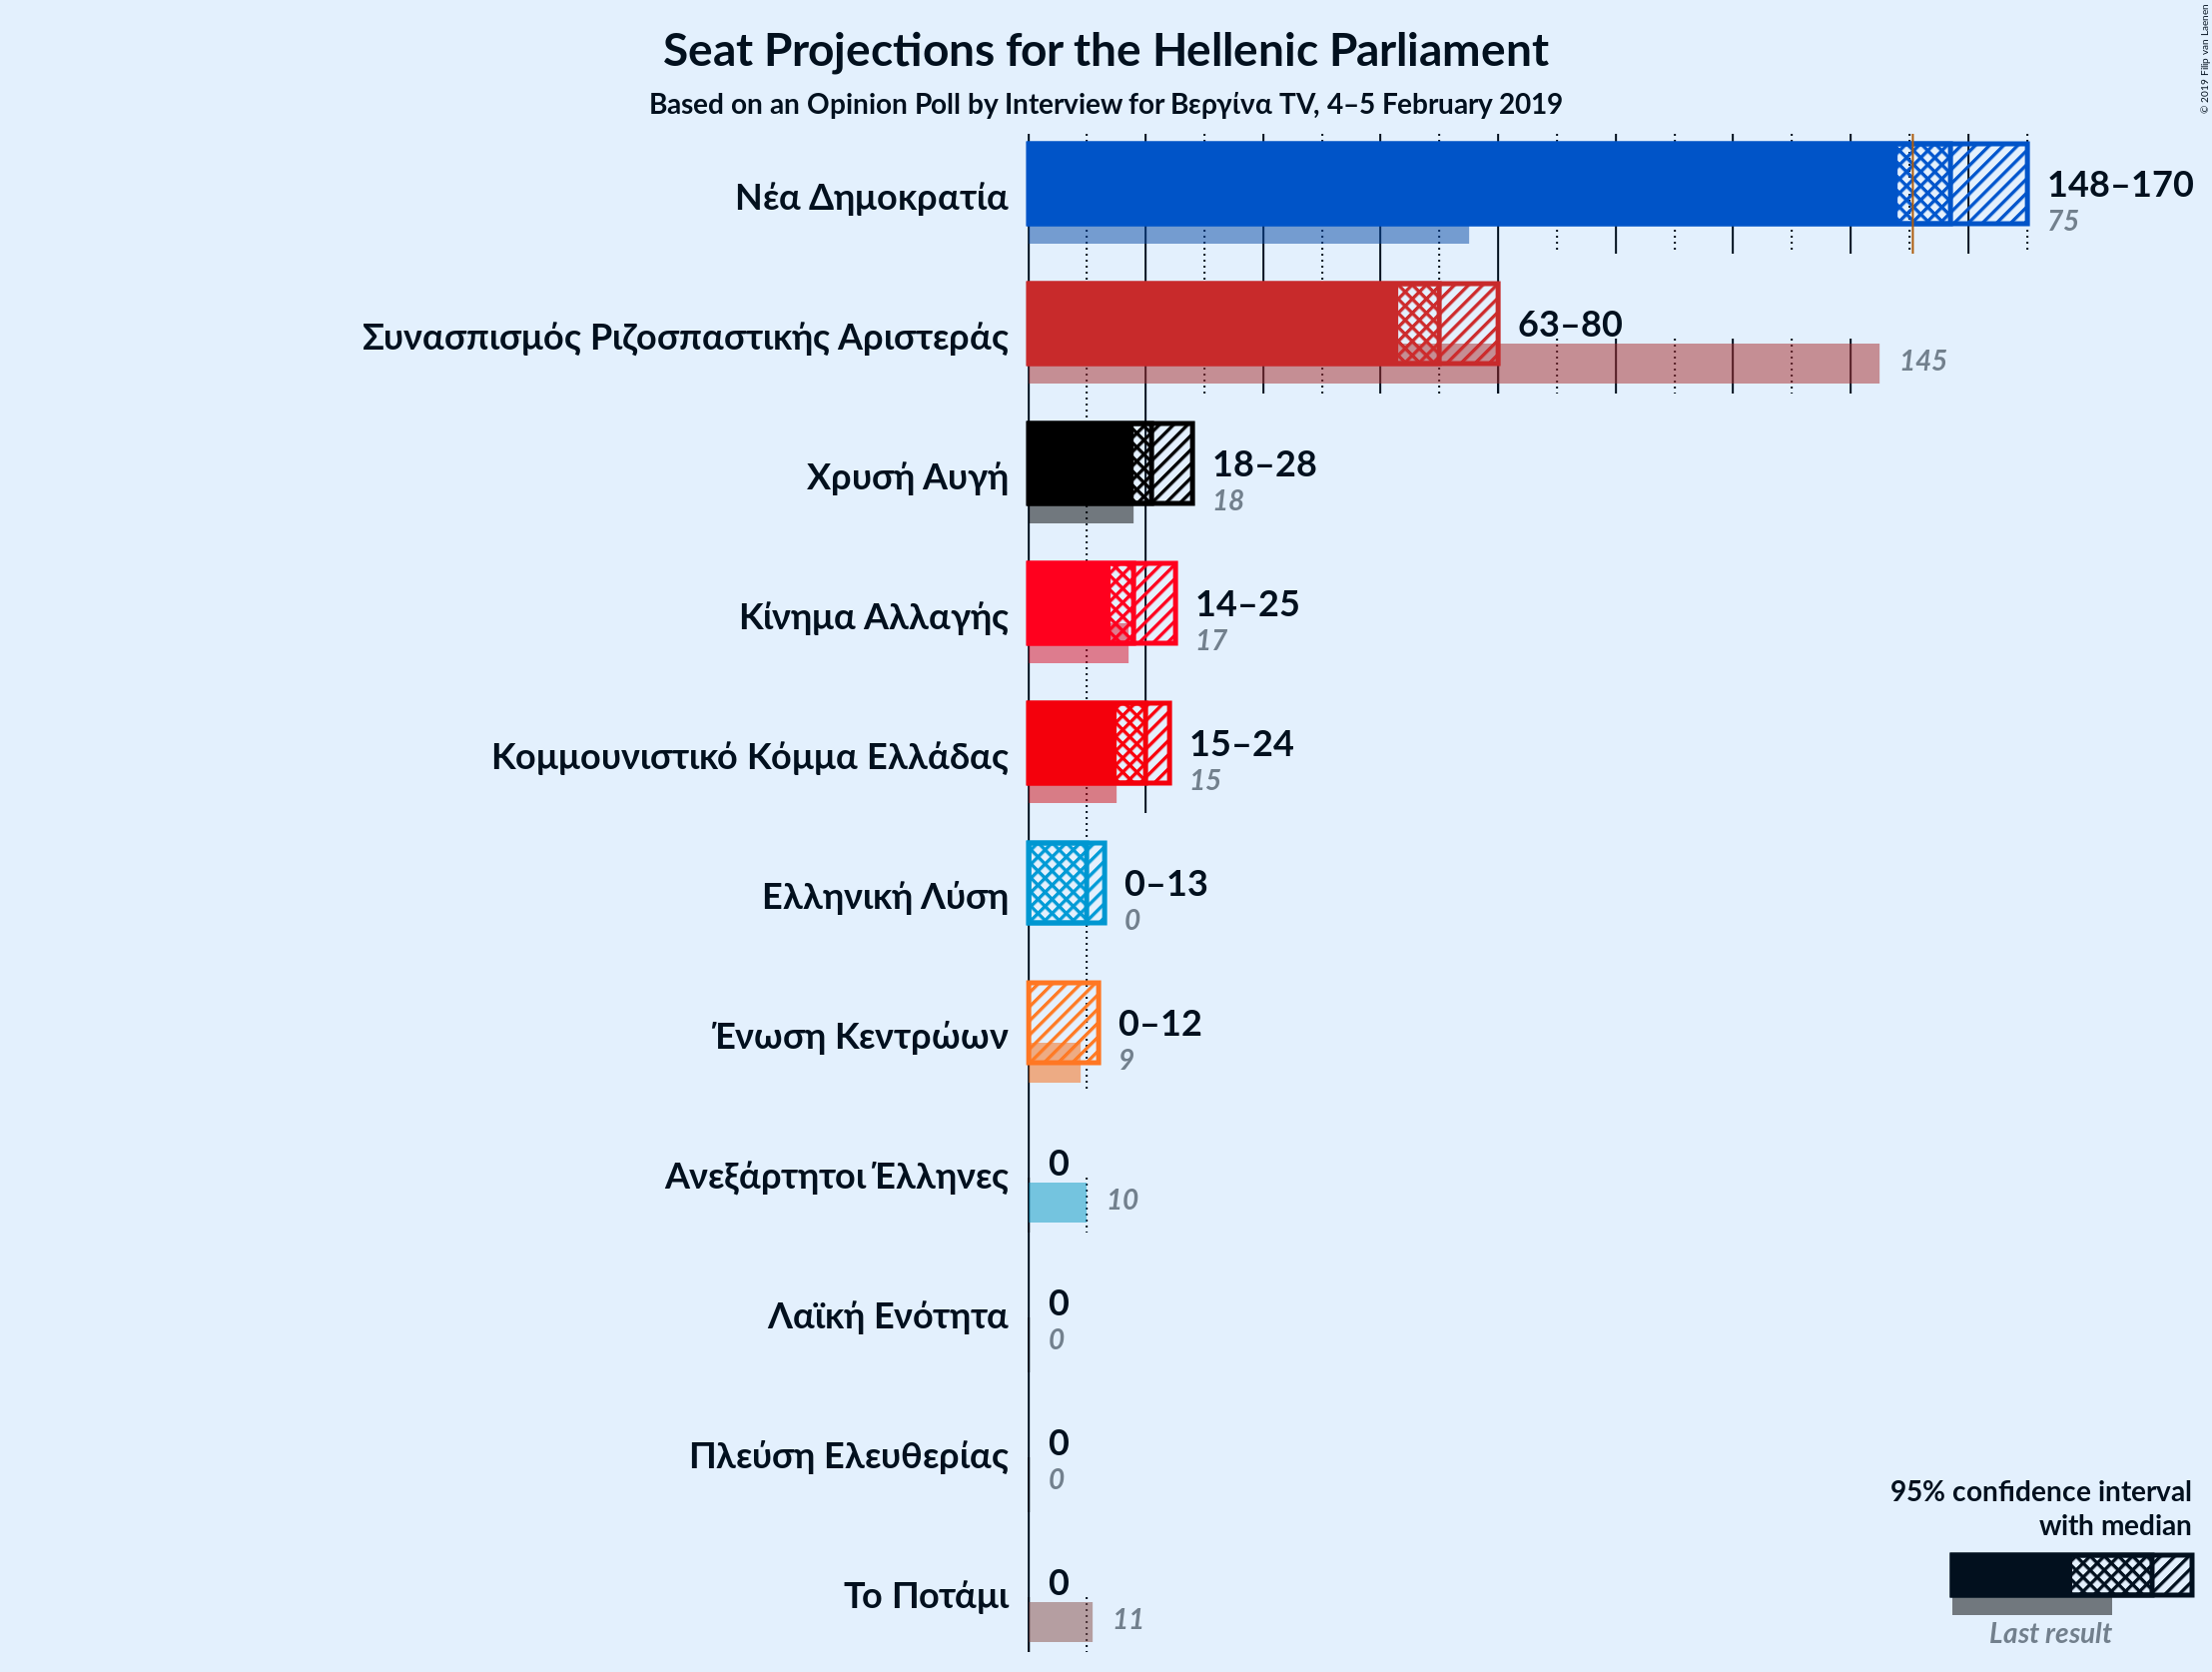 Seat Projections for the Hellenic Parliament
Based on an Opinion Poll by Interview for Βεργίνα TV, 4–5 February 2019
© 2019 Filip van Laenen
Νέα Δημοκρατία
148–170
75
Συνασπισμός Ριζοσπαστικής Αριστεράς
63–80
145
Χρυσή Αυγή
18–28
18
Κίνημα Αλλαγής
14–25
17
Κομμουνιστικό Κόμμα Ελλάδας
15–24
15
Ελληνική Λύση
0–13
0
Ένωση Κεντρώων
0–12
9
Ανεξάρτητοι Έλληνες
0
10
Λαϊκή Ενότητα
0
0
Πλεύση Ελευθερίας
0
0
Το Ποτάμι
0
11
95% confidence interval
with median
Last result